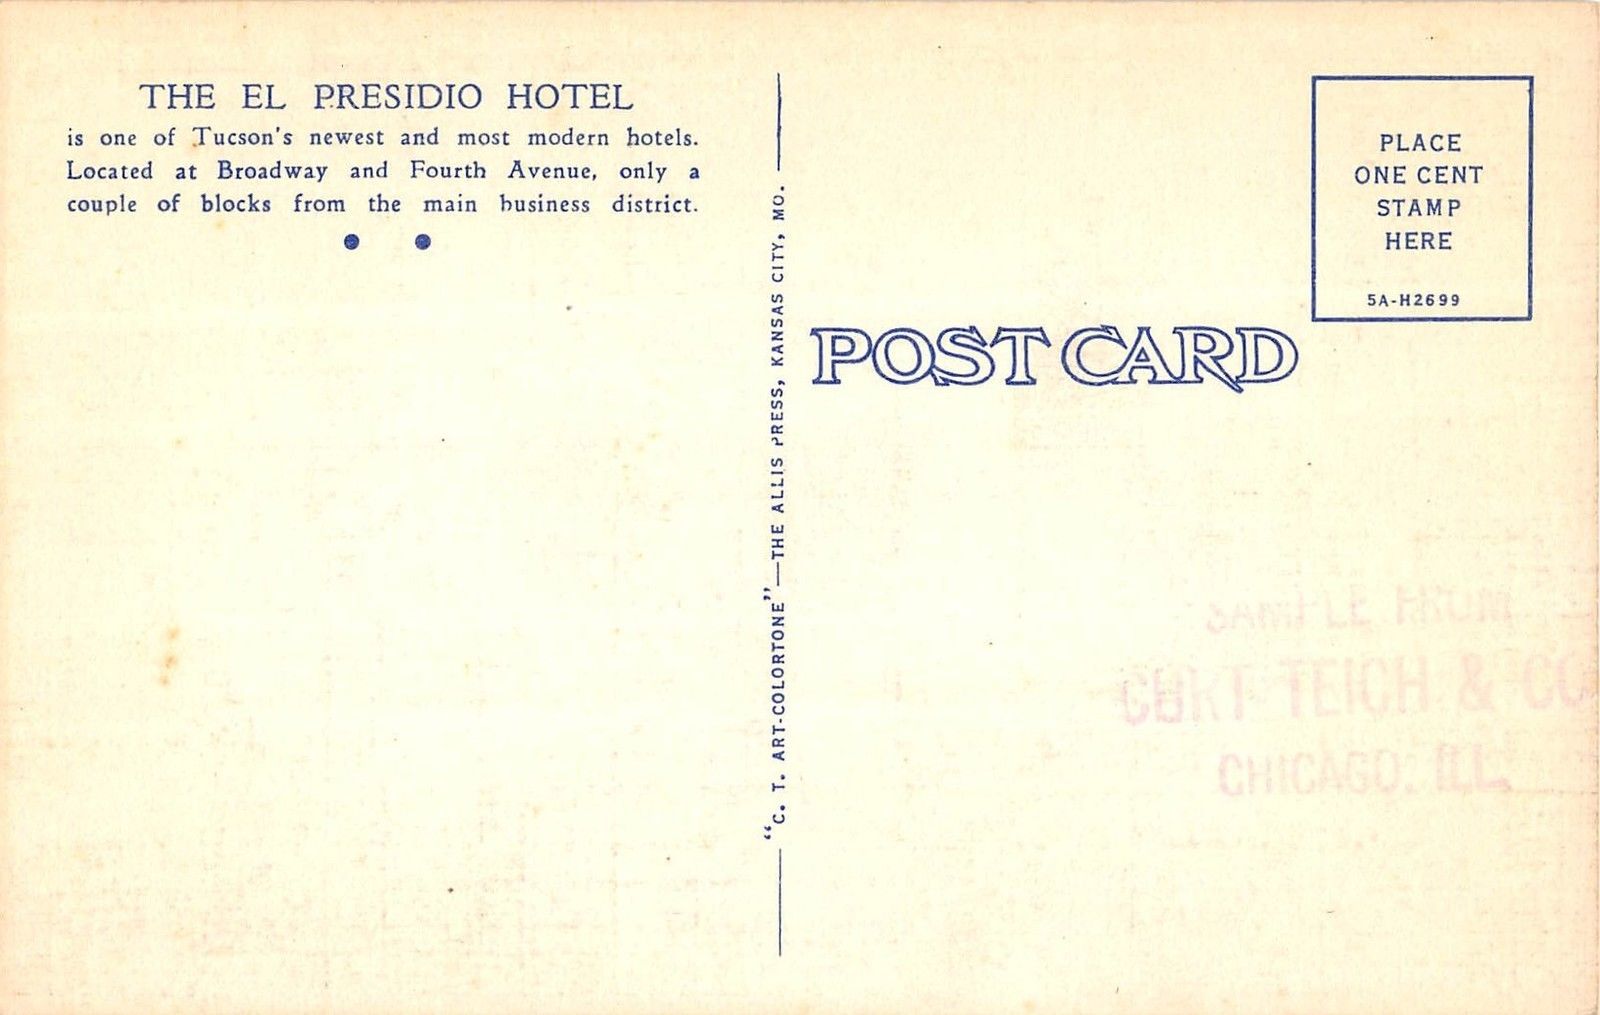 THE EL PRESIDIO HOTEL
is one of Tucson's newest and most modern hotels.
Located at Broadway and Fourth Avenue, only a
couple of blocks from the main business district.
"C. T. ART-COLORTONE"—THE ALLIS PRESS, KANSAS CITY, MO.
PLACE
ONE CENT
STAMP
HERE
5A-H2699
POST CARD
SAMPLE FROM
CURT TEICH & CO
CHICAGO, ILL.